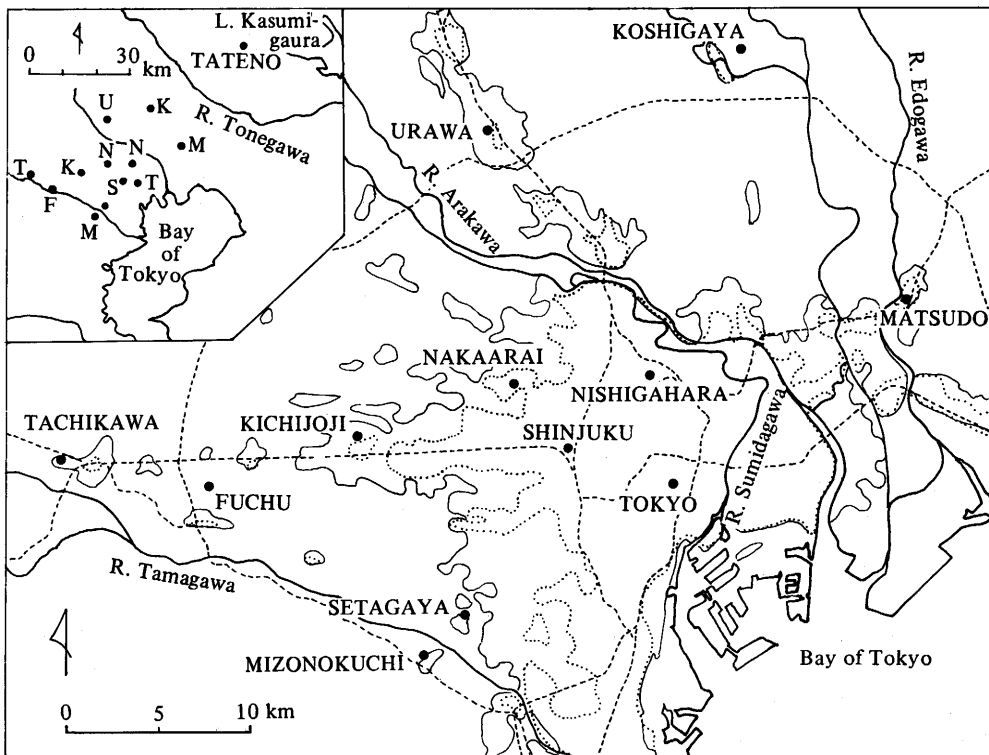 L. Kasumi-
gaura
TATENO
0 30
km
R. Tonegawa
U
K
M
N N
K
T
S T
F
M
Bay
of
Tokyo
KOSHIGAYA
R. Edogawa
URAWA
R. Arakawa
MATSUDO
NAKAARAI
NISHIGAHARA
TACHIKAWA
KICHIJOJI
SHINJUKU
FUCHU
TOKYO
R. Sumidagawa
R. Tamagawa
SETAGAYA
MIZONOKUCHI
Bay of Tokyo
0 5 10 km